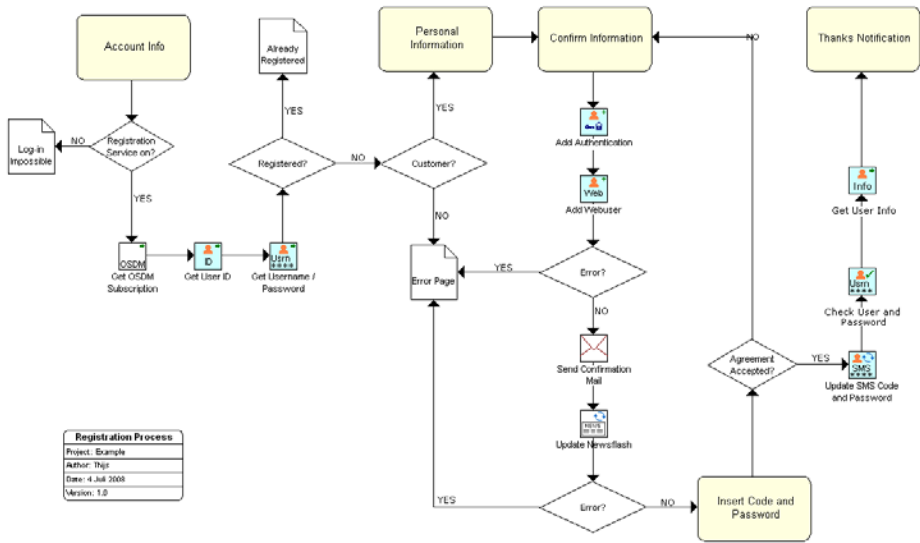 Account Info
Registration
Service on?
NO
Log-in
Impossible
YES
OSDM
Get OSDM
Subscription
ID
Get User ID
Usrn
Get Username /
Password
Registered?
YES
Already
Registered
NO
Customer?
YES
Personal
Information
NO
Error Page
Confirm Information
Add Authentication
Web
Add Webuser
Error?
YES
NO
Send Confirmation
Mail
NEWS
Update Newsflash
Error?
YES
NO
Insert Code and
Password
Agreement
Accepted?
NO
YES
SMS
Update SMS Code
and Password
Usrn
Check User and
Password
Info
Get User Info
Thanks Notification
Registration Process
Project: Example
Author: Thijs
Date: 4 Juli 2008
Version: 1.0